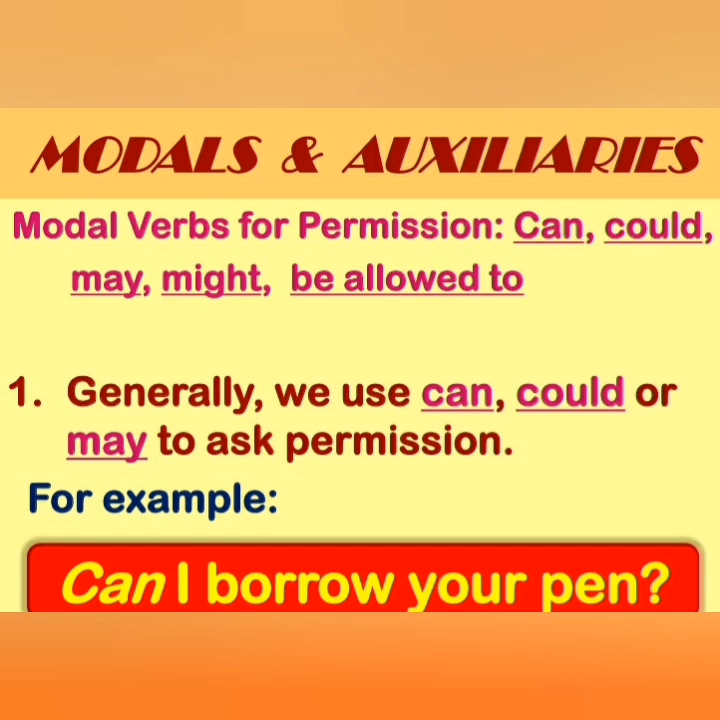 MODALS & AUXILIARIES
Modal Verbs for Permission: Can, could,
may, might, be allowed to
1. Generally, we use can, could or
may to ask permission.
For example:
Can I borrow your pen?